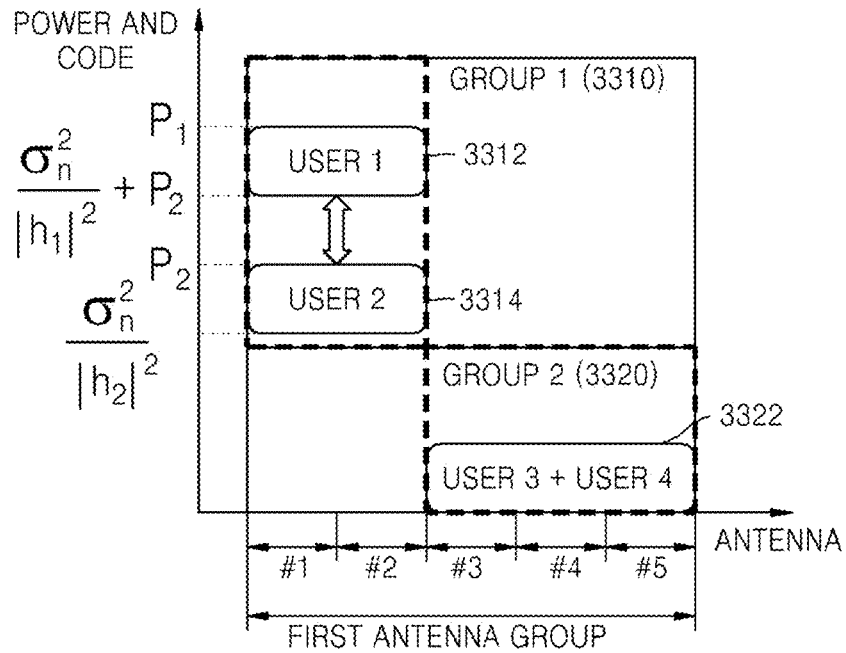 POWER AND
CODE
GROUP 1 (3310)
P₁
USER 1
3312
σₙ²/|h₁|² + P₂
P₂
USER 2
3314
σₙ²/|h₂|²
GROUP 2 (3320)
3322
USER 3 + USER 4
ANTENNA
#1 #2 #3 #4 #5
FIRST ANTENNA GROUP